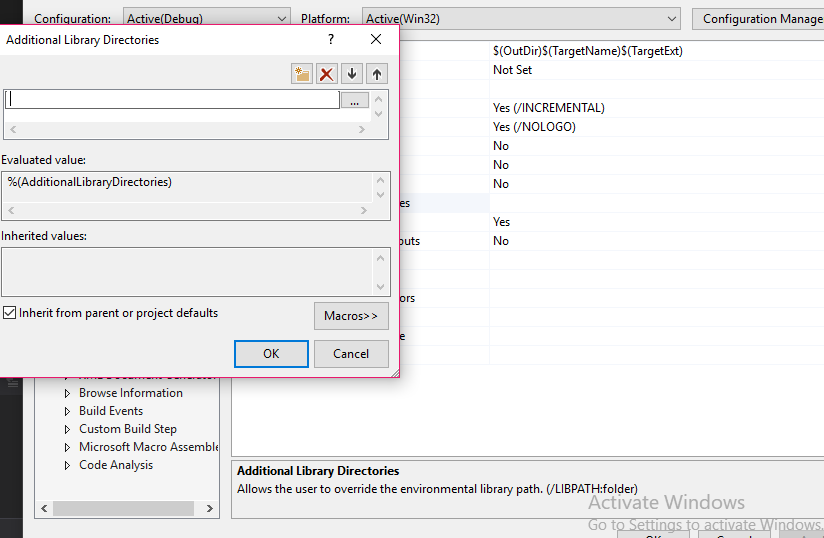 Configuration: Active(Debug) Platform: Active(Win32) Configuration Manage
Additional Library Directories ?
...
Evaluated value:
%(AdditionalLibraryDirectories)
Inherited values:
Inherit from parent or project defaults
Macros>>
OK Cancel
$(OutDir)$(TargetName)$(TargetExt)
Not Set
Yes (/INCREMENTAL)
Yes (/NOLOGO)
No
No
No
es
Yes
outs No
ors
e
Browse Information
Build Events
Custom Build Step
Microsoft Macro Assemble
Code Analysis
Additional Library Directories
Allows the user to override the environmental library path. (/LIBPATH:folder)
Activate Windows
Go to Settings to activate Windows.